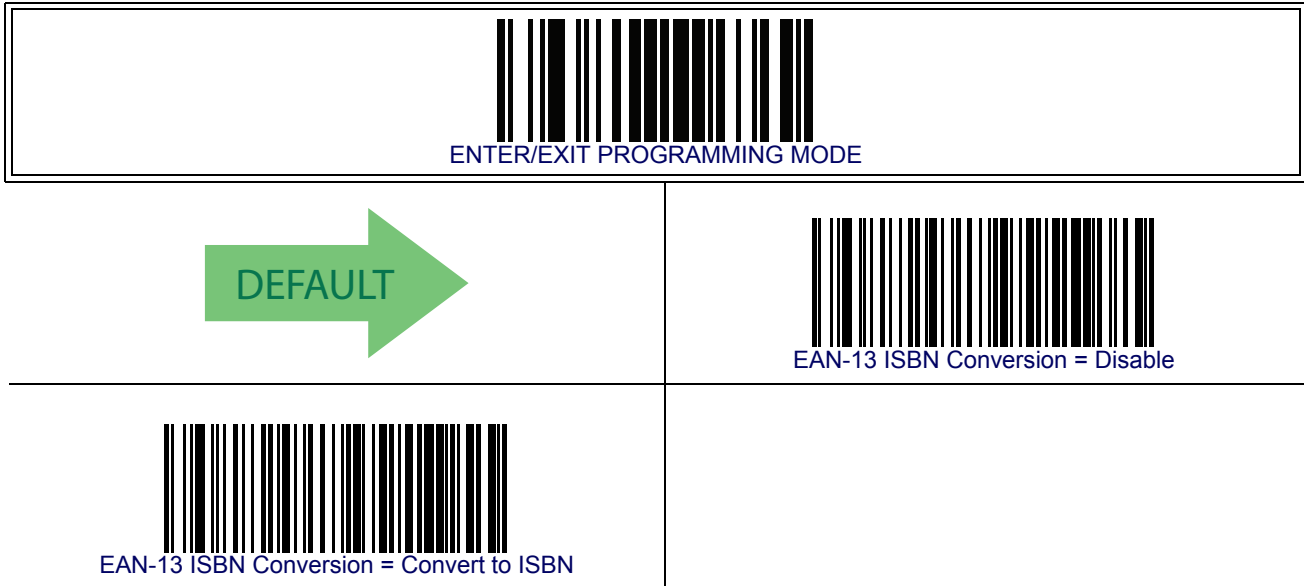 ENTER/EXIT PROGRAMMING MODE
DEFAULT
EAN-13 ISBN Conversion = Disable
EAN-13 ISBN Conversion = Convert to ISBN